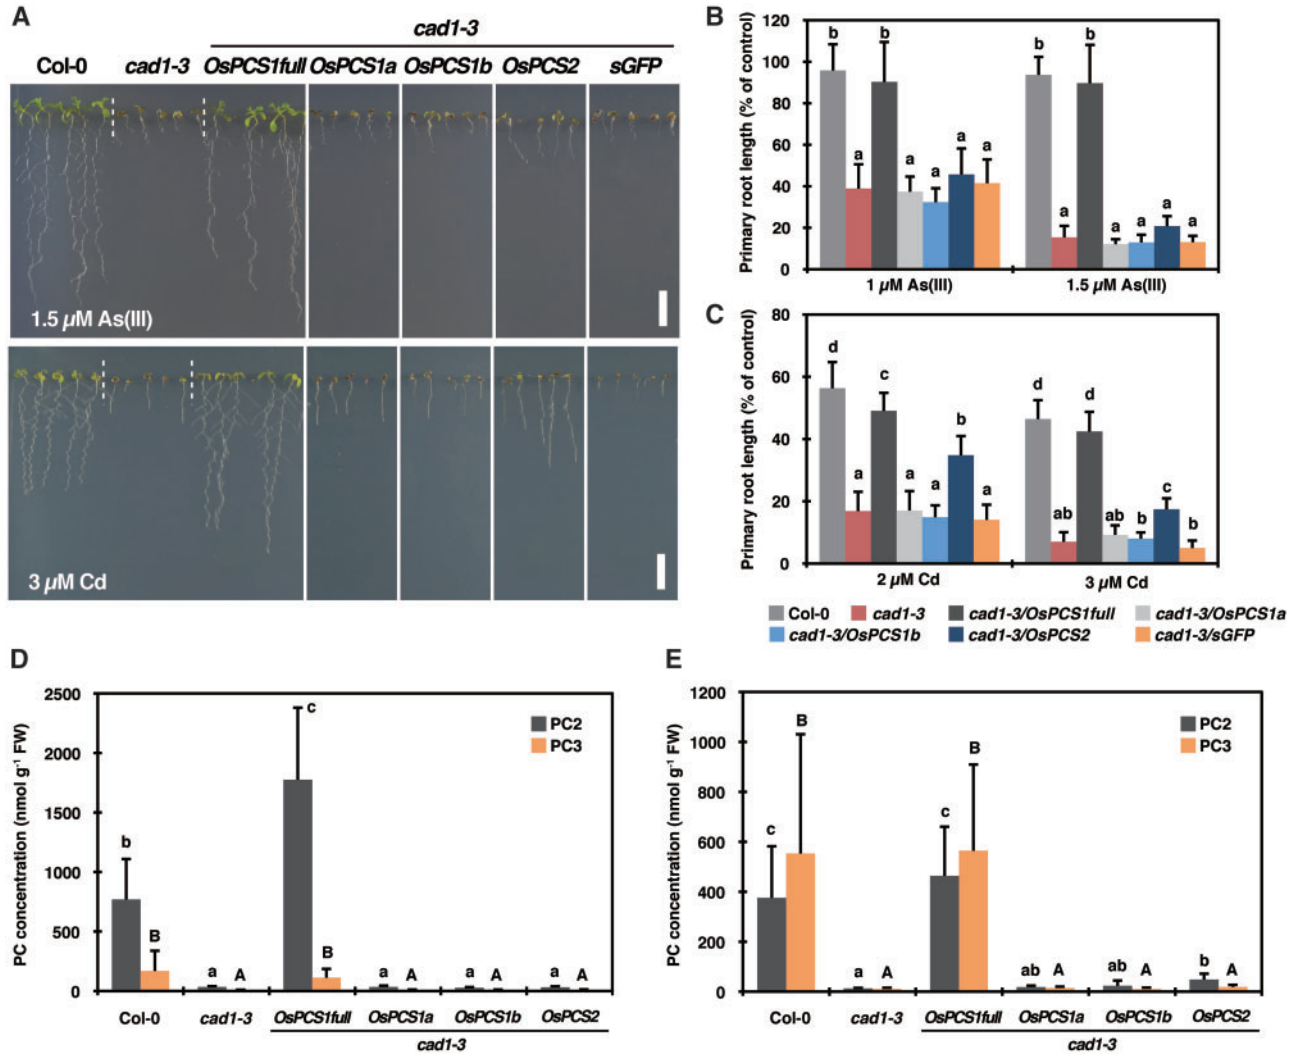 A
cad1-3
Col-0 cad1-3 OsPCS1full OsPCS1a OsPCS1b OsPCS2 sGFP
1.5 µM As(III)
3 µM Cd
B
Primary root length (% of control)
120
100
80
60
40
20
0
b a b a a a a
b a b a a a a
1 µM As(III) 1.5 µM As(III)
C
Primary root length (% of control)
80
60
40
20
0
d a c a a b a
d ab d ab b c b
2 µM Cd 3 µM Cd
Col-0 cad1-3 cad1-3/OsPCS1full cad1-3/OsPCS1a
cad1-3/OsPCS1b cad1-3/OsPCS2 cad1-3/sGFP
D
PC concentration (nmol g⁻¹ FW)
2500
2000
1500
1000
500
0
PC2
PC3
b B a A c B a A a A a A
Col-0 cad1-3 OsPCS1full OsPCS1a OsPCS1b OsPCS2
cad1-3
E
PC concentration (nmol g⁻¹ FW)
1200
1000
800
600
400
200
0
PC2
PC3
c B a A c B ab A ab A b A
Col-0 cad1-3 OsPCS1full OsPCS1a OsPCS1b OsPCS2
cad1-3